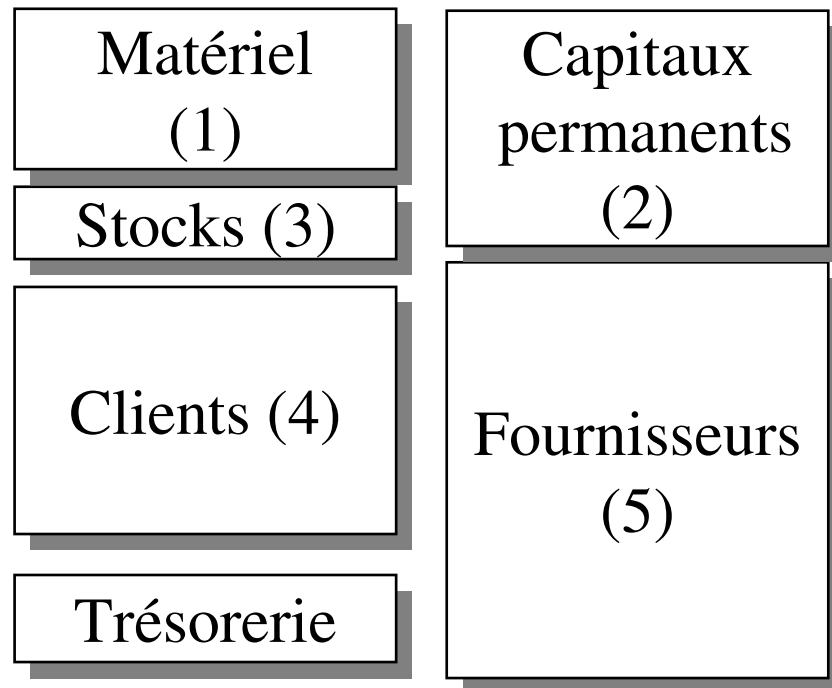 Matériel
(1)
Stocks (3)
Clients (4)
Trésorerie
Capitaux
permanents
(2)
Fournisseurs
(5)